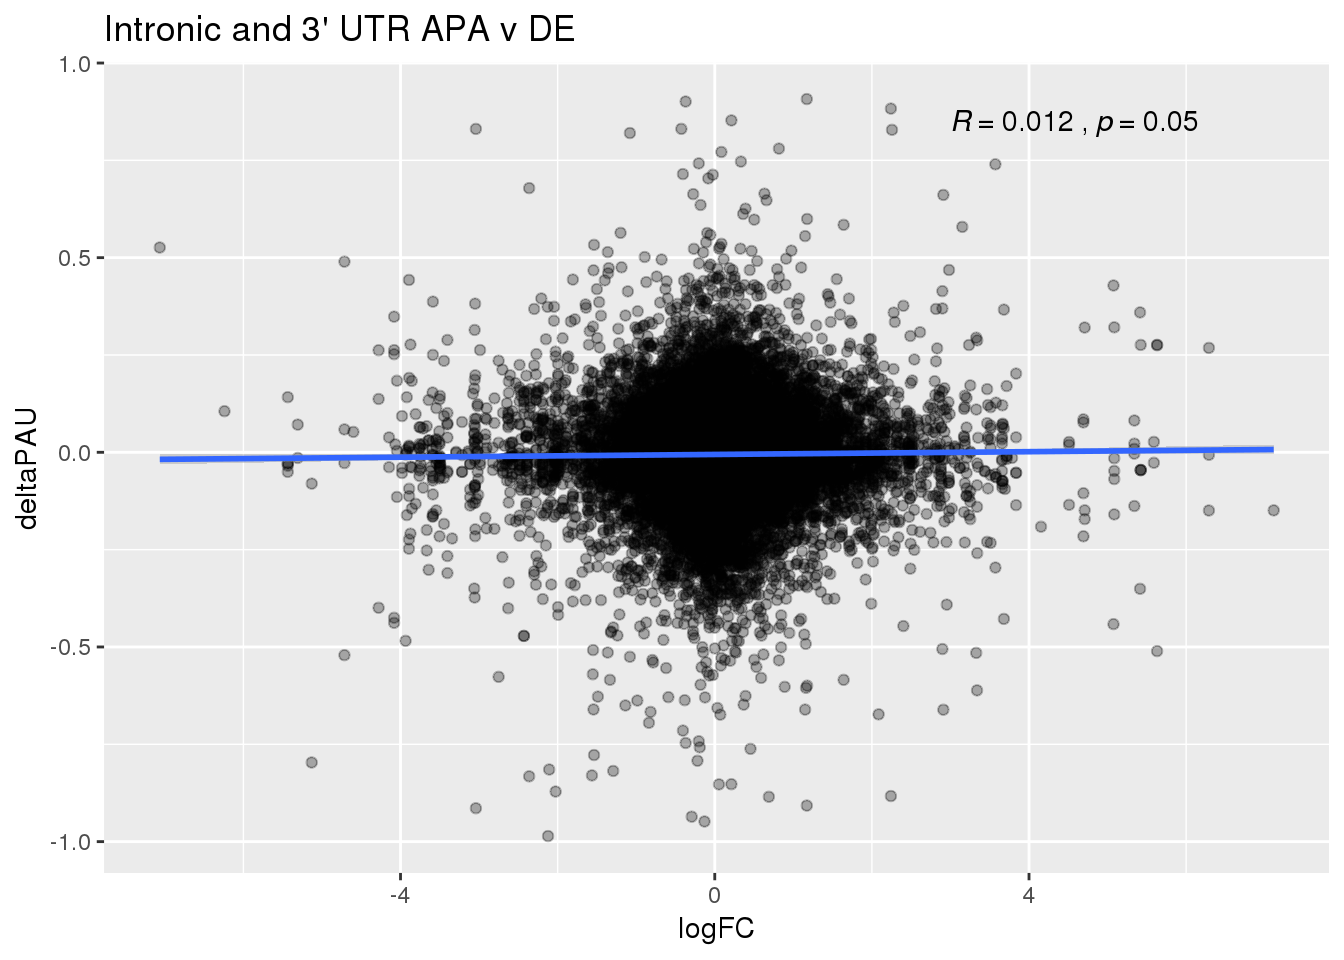 Intronic and 3' UTR APA v DE
1.0
R = 0.012 , p = 0.05
0.5
0.0
-0.5
-1.0
deltaPAU
-4 0 4
logFC